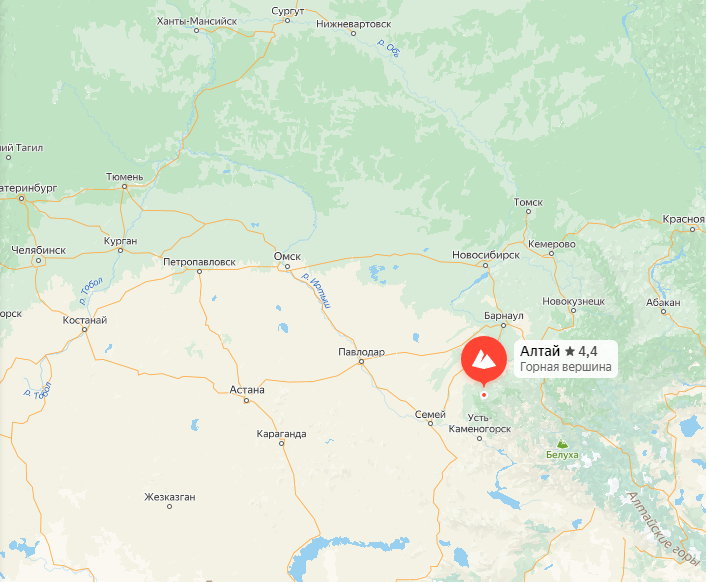 Сургут
Ханты-Мансийск
Нижневартовск
р. Обь
ий Тагил
Тюмень
атеринбург
Томск
Красноя
Челябинск
Курган
Петропавловск
Омск
Новосибирск
Кемерово
р. Тобол
р. Иртыш
орск
Костанай
Барнаул
Новокузнецк
Абакан
Павлодар
Алтай ★ 4,4
Горная вершина
р. Тобол
Астана
Семей
Усть
Каменогорск
Караганда
Белуха
Жезказган
Алтайские горы